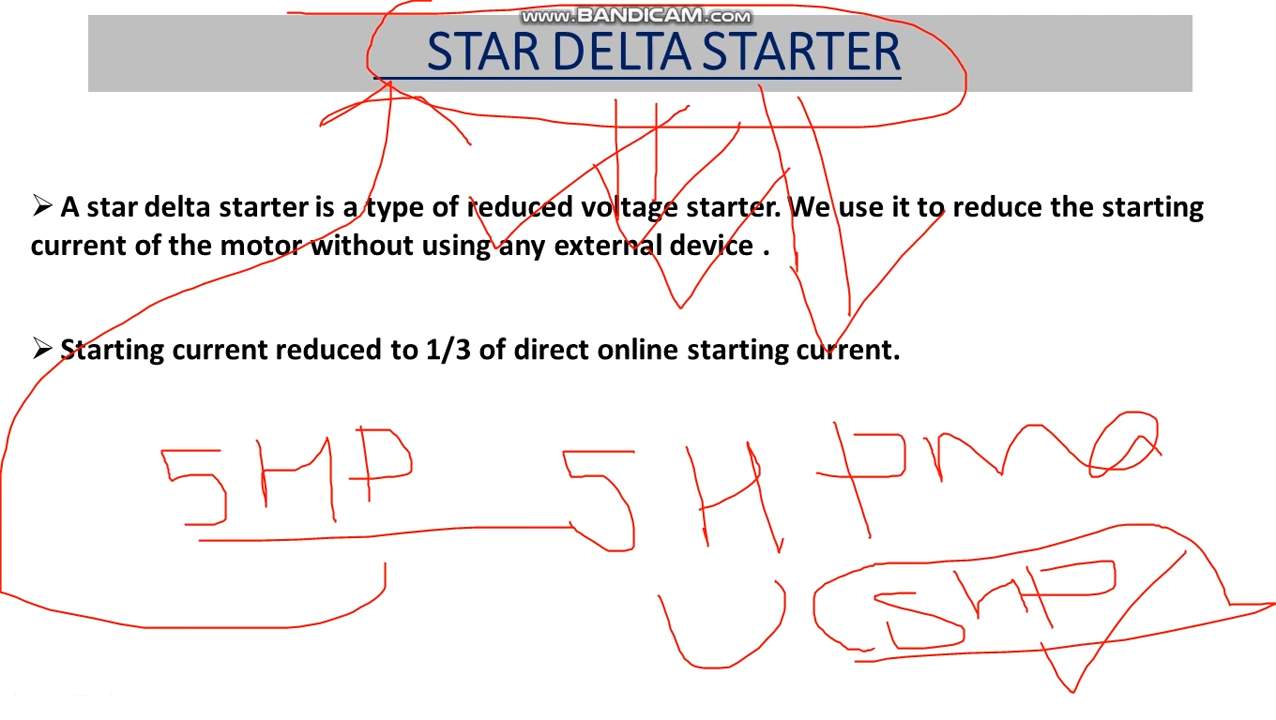 www.BANDICAM.com
STAR DELTA STARTER
➢ A star delta starter is a type of reduced voltage starter. We use it to reduce the starting
current of the motor without using any external device .
➢ Starting current reduced to 1/3 of direct online starting current.
5HP 5 H P
5HP